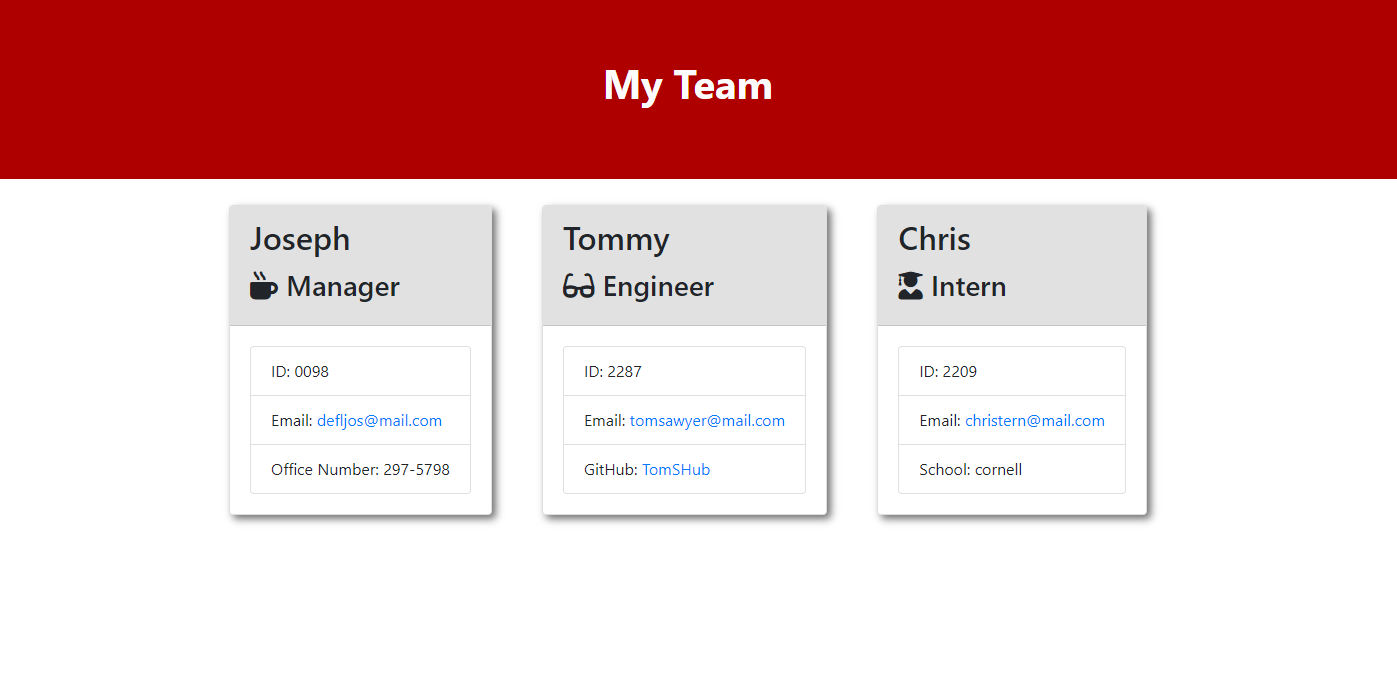 My Team
Joseph
Manager
ID: 0098
Email: defljos@mail.com
Office Number: 297-5798
Tommy
Engineer
ID: 2287
Email: tomsawyer@mail.com
GitHub: TomSHub
Chris
Intern
ID: 2209
Email: christern@mail.com
School: cornell